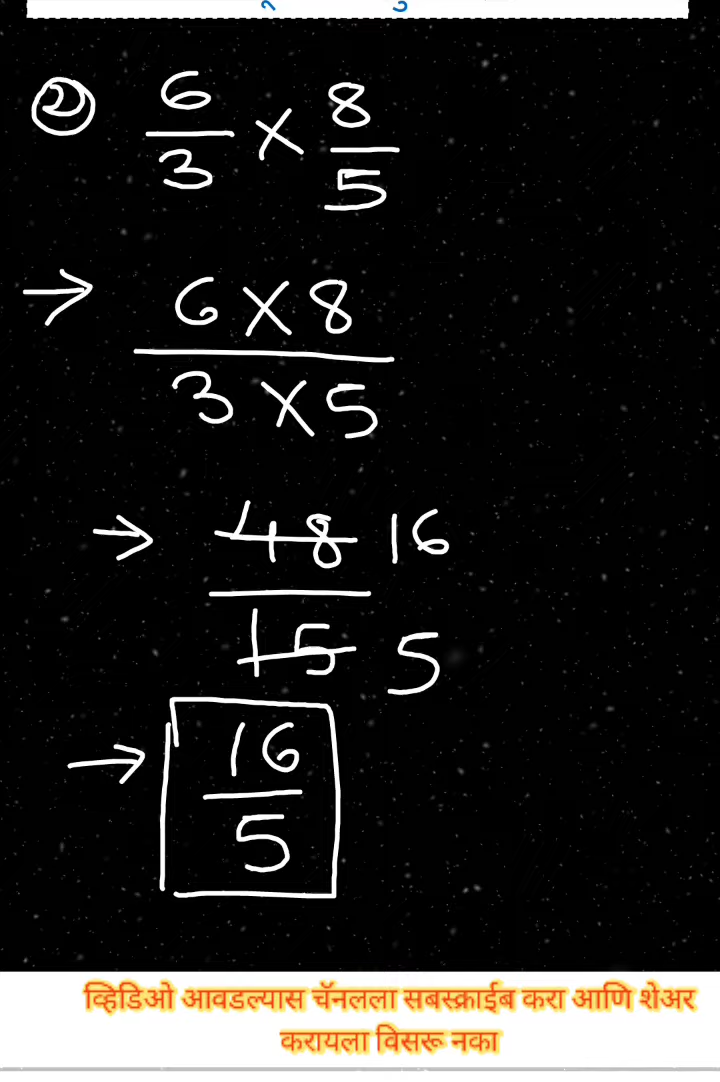 २ 6/3 × 8/5
→ 6 × 8 / 3 × 5
→ 48 16 / 15 5
→ 16/5
व्हिडिओ आवडल्यास चॅनलला सबस्क्राईब करा आणि शेअर
करायला विसरू नका